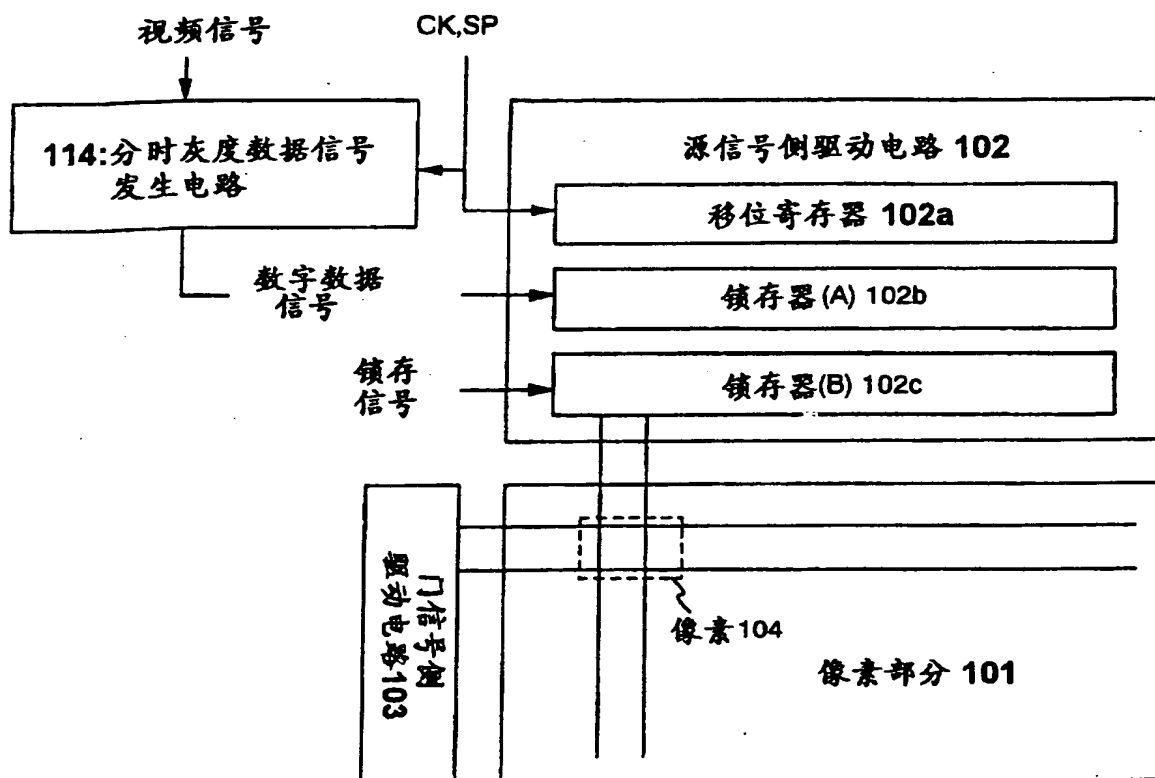 视频信号
CK,SP
114:分时灰度数据信号
发生电路
源信号侧驱动电路 102
移位寄存器 102a
数字数据
信号
锁存器(A) 102b
锁存
信号
锁存器(B) 102c
门信号侧
驱动电路103
像素104
像素部分 101